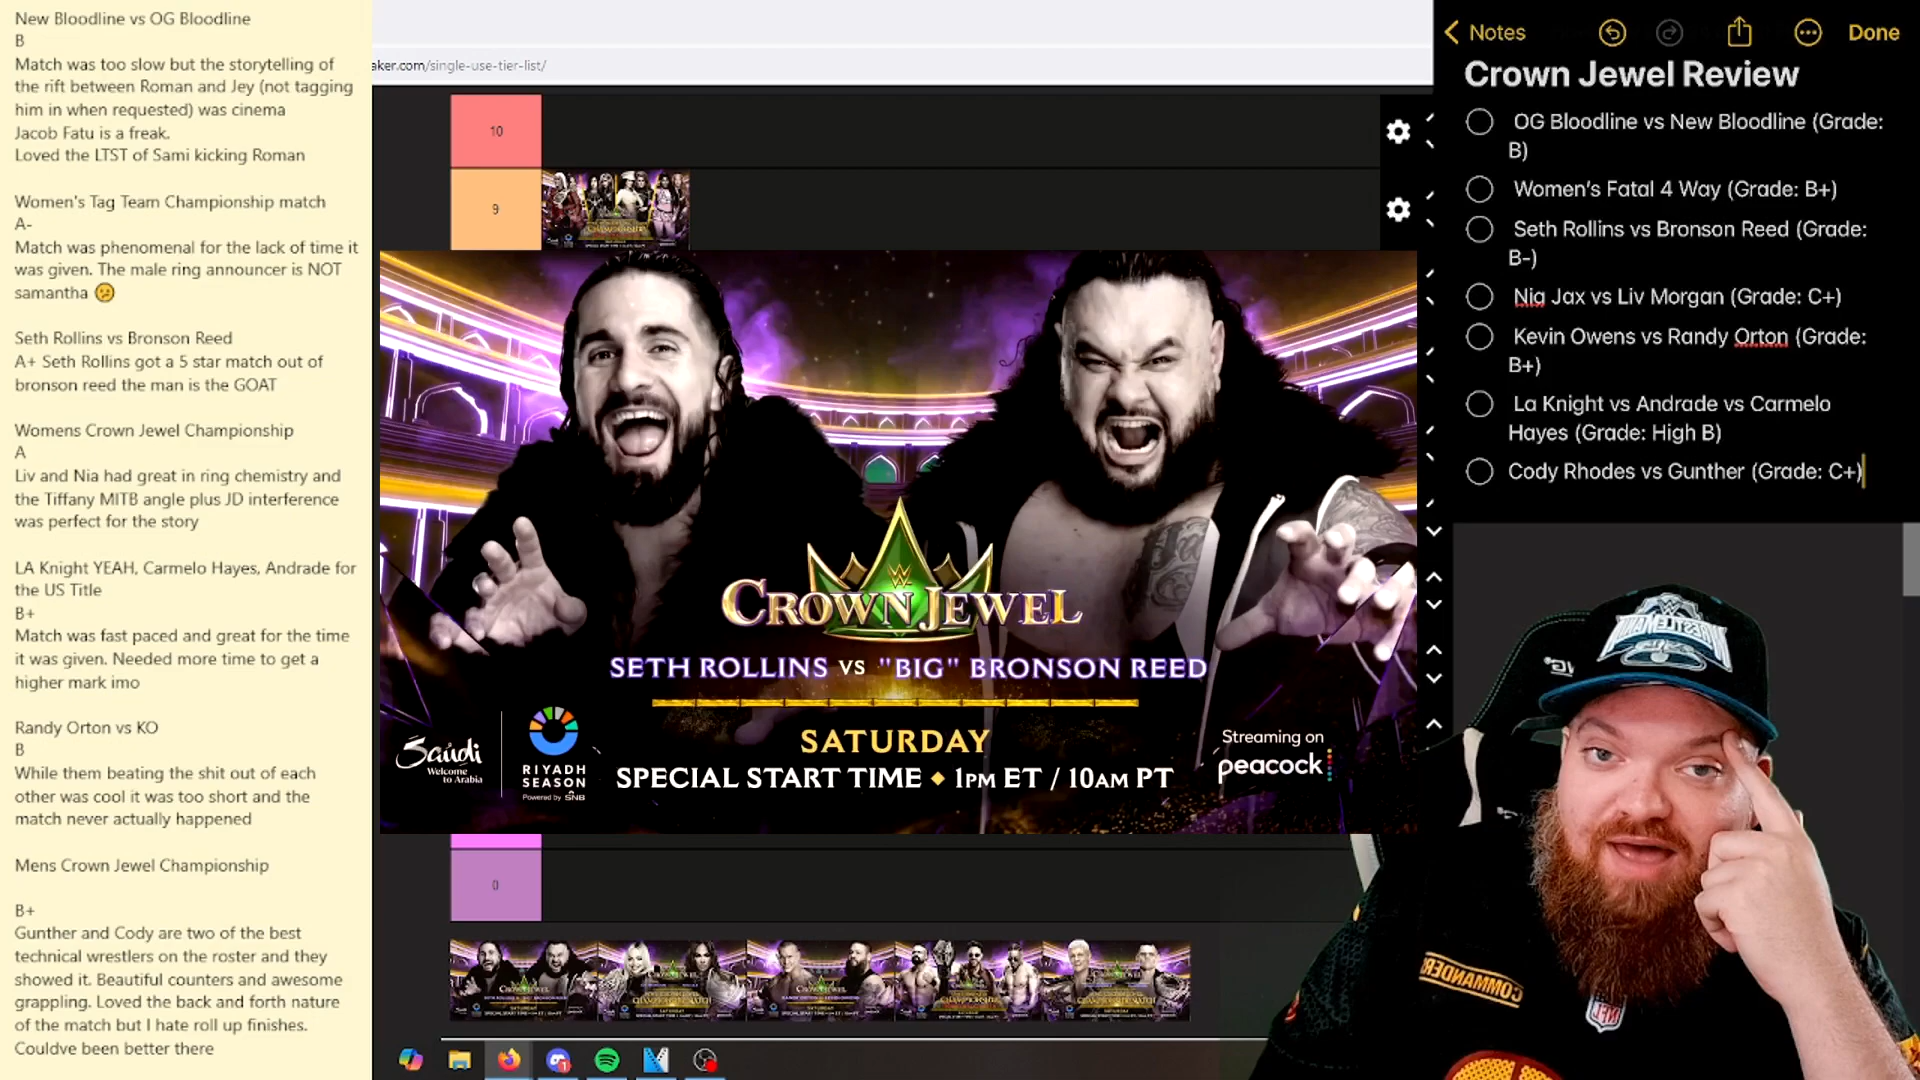 New Bloodline vs OG Bloodline
B
Match was too slow but the storytelling of
the rift between Roman and Jey (not tagging
him in when requested) was cinema
Jacob Fatu is a freak.
Loved the LTST of Sami kicking Roman
Women's Tag Team Championship match
A-
Match was phenomenal for the lack of time it
was given. The male ring announcer is NOT
samantha 😕
Seth Rollins vs Bronson Reed
A+ Seth Rollins got a 5 star match out of
bronson reed the man is the GOAT
Womens Crown Jewel Championship
A
Liv and Nia had great in ring chemistry and
the Tiffany MITB angle plus JD interference
was perfect for the story
LA Knight YEAH, Carmelo Hayes, Andrade for
the US Title
B+
Match was fast paced and great for the time
it was given. Needed more time to get a
higher mark imo
Randy Orton vs KO
B
While them beating the shit out of each
other was cool it was too short and the
match never actually happened
Mens Crown Jewel Championship
B+
Gunther and Cody are two of the best
technical wrestlers on the roster and they
showed it. Beautiful counters and awesome
grappling. Loved the back and forth nature
of the match but I hate roll up finishes.
Couldve been better there
aker.com/single-use-tier-list/
10
9
CROWN JEWEL
SETH ROLLINS VS "BIG" BRONSON REED
SATURDAY
SPECIAL START TIME ◆ 1PM ET / 10AM PT
Saudi
Welcome
to Arabia
RIYADH
SEASON
Powered by SNB
Streaming on
peacock
0
Notes
Done
Crown Jewel Review
OG Bloodline vs New Bloodline (Grade:
B)
Women's Fatal 4 Way (Grade: B+)
Seth Rollins vs Bronson Reed (Grade:
B-)
Nia Jax vs Liv Morgan (Grade: C+)
Kevin Owens vs Randy Orton (Grade:
B+)
La Knight vs Andrade vs Carmelo
Hayes (Grade: High B)
Cody Rhodes vs Gunther (Grade: C+)
COMMANDER
NFL